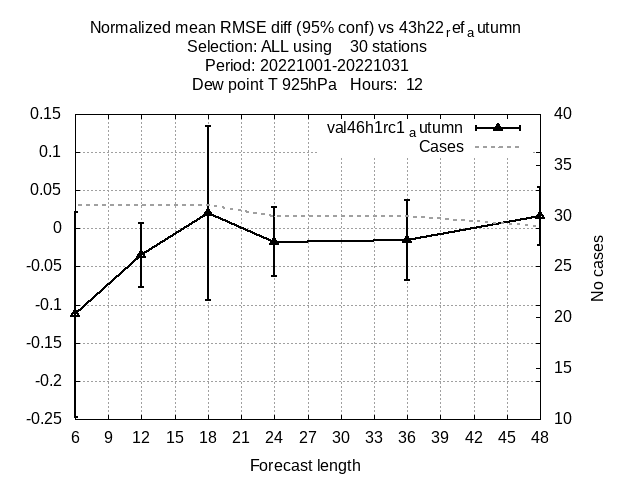 Normalized mean RMSE diff (95% conf) vs 43h22ref autumn
Selection: ALL using 30 stations
Period: 20221001-20221031
Dew point T 925hPa Hours: 12
val46h1rc1autumn
Cases
0.15
0.1
0.05
0
-0.05
-0.1
-0.15
-0.2
-0.25
40
35
30
25
20
15
10
No cases
6 9 12 15 18 21 24 27 30 33 36 39 42 45 48
Forecast length